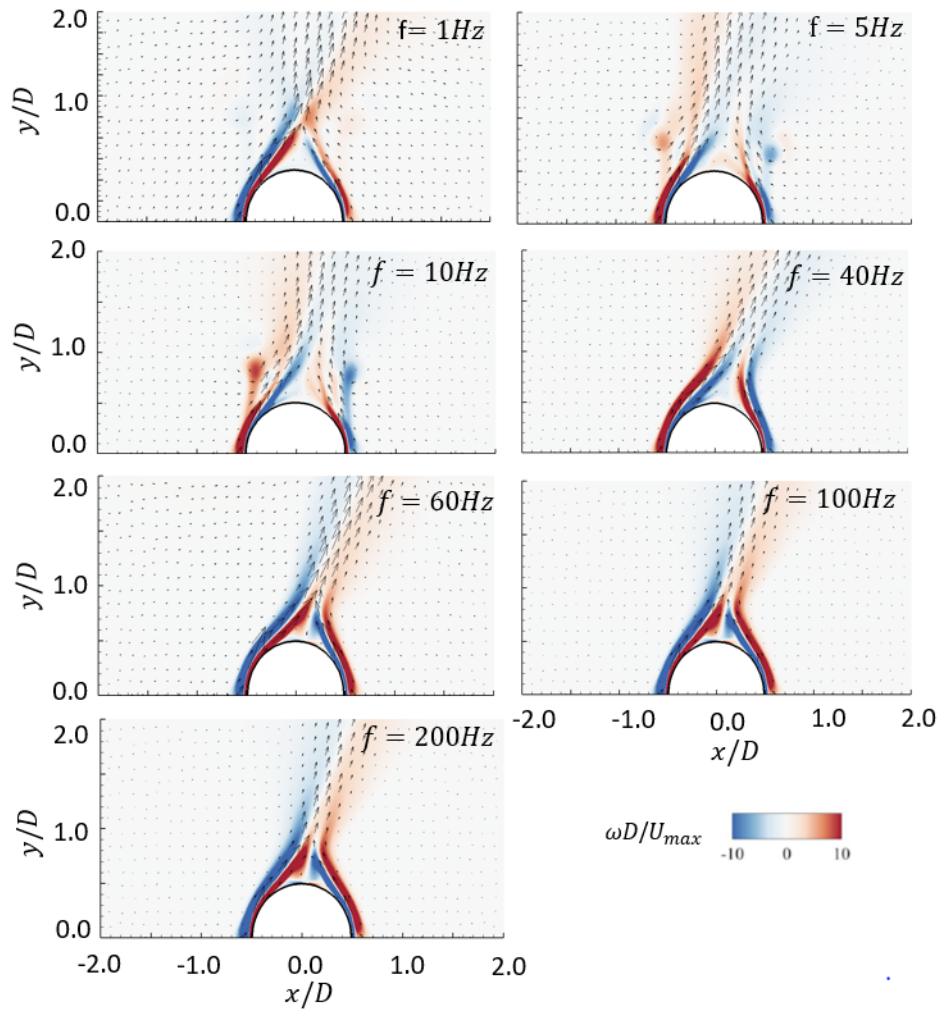 2.0
f= 1Hz
1.0
y/D
0.0
f = 5Hz
2.0
f = 10Hz
1.0
y/D
0.0
f = 40Hz
2.0
f = 60Hz
1.0
y/D
0.0
f = 100Hz
-2.0 -1.0 0.0 1.0 2.0
x/D
2.0
f = 200Hz
1.0
y/D
0.0
-2.0 -1.0 0.0 1.0 2.0
x/D
ωD/U_max
-10 0 10